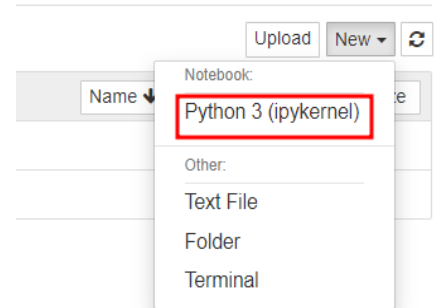 Upload New
Name
Notebook:
Python 3 (ipykernel)
Other:
Text File
Folder
Terminal